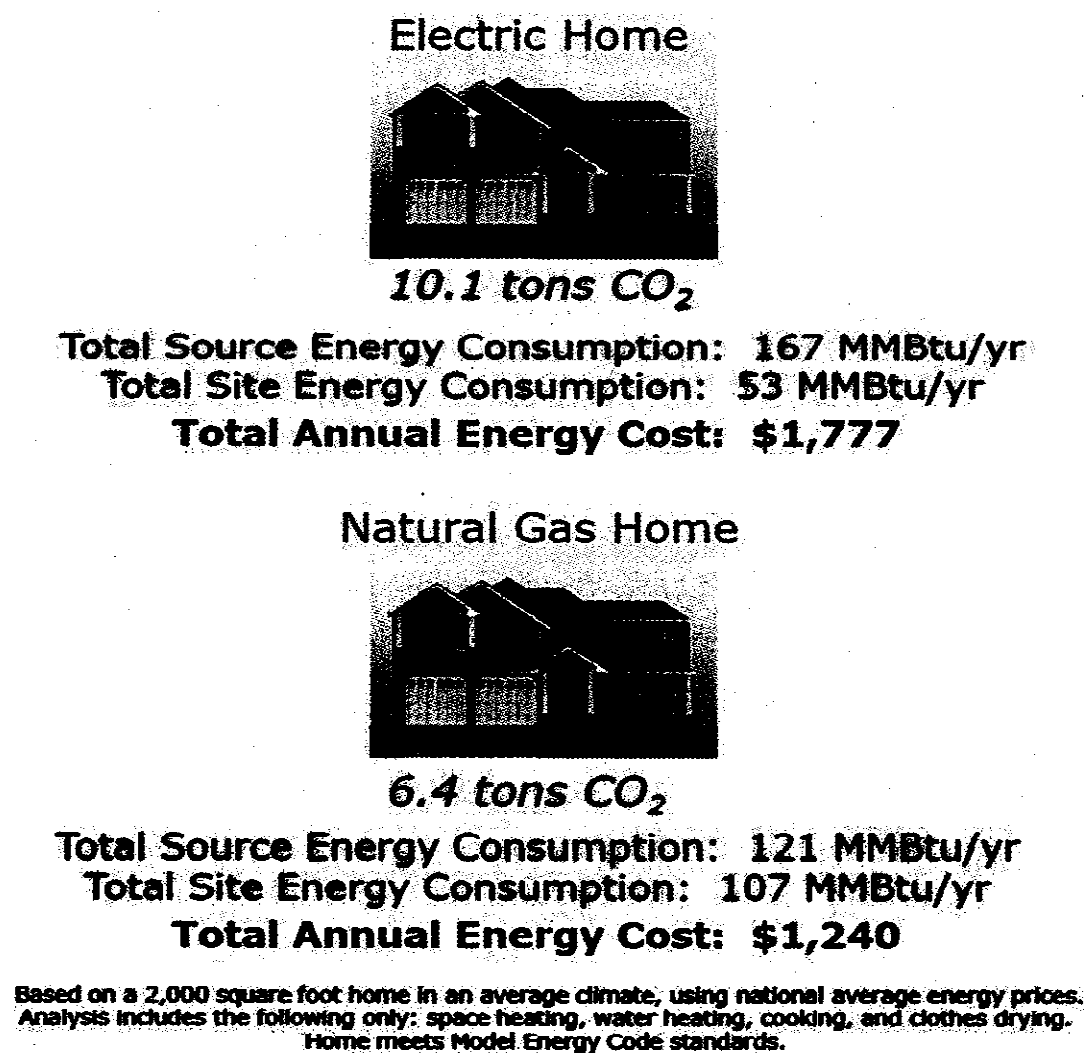 Electric Home
10.1 tons CO₂
Total Source Energy Consumption: 167 MMBtu/yr
Total Site Energy Consumption: 53 MMBtu/yr
Total Annual Energy Cost: $1,777
Natural Gas Home
6.4 tons CO₂
Total Source Energy Consumption: 121 MMBtu/yr
Total Site Energy Consumption: 107 MMBtu/yr
Total Annual Energy Cost: $1,240
Based on a 2,000 square foot home in an average climate, using national average energy prices.
Analysis includes the following only: space heating, water heating, cooking, and clothes drying.
Home meets Model Energy Code standards.